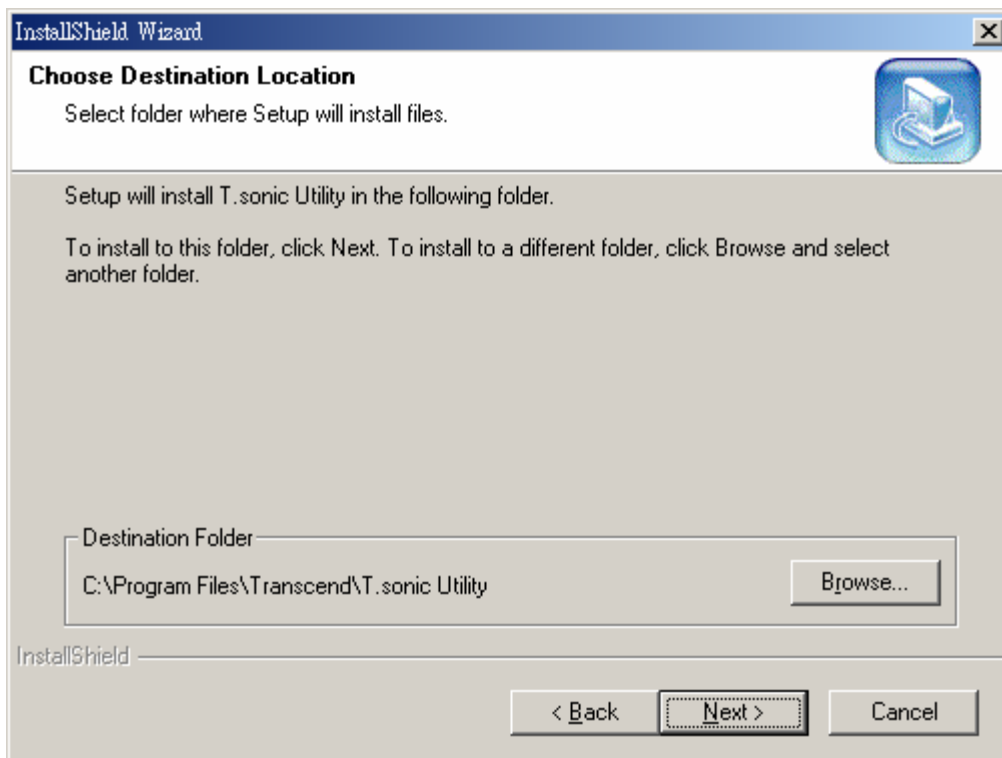 InstallShield Wizard
Choose Destination Location
Select folder where Setup will install files.
Setup will install T.sonic Utility in the following folder.
To install to this folder, click Next. To install to a different folder, click Browse and select
another folder.
Destination Folder
C:\Program Files\Transcend\T.sonic Utility
Browse...
InstallShield
< Back
Next >
Cancel